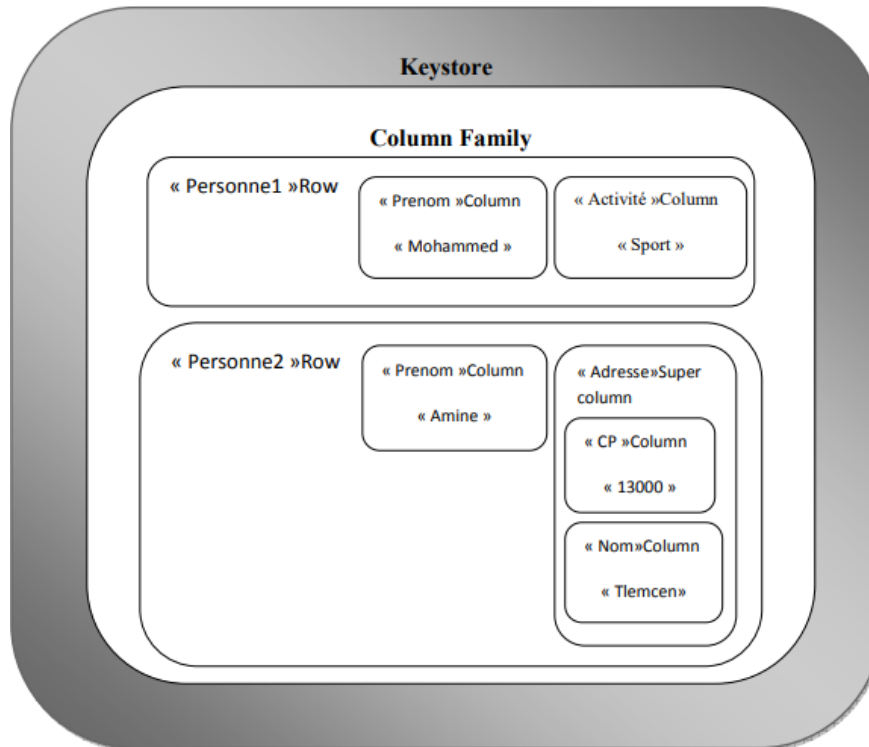 Keystore
Column Family
« Personne1 »Row
« Prenom »Column
« Mohammed »
« Activité »Column
« Sport »
« Personne2 »Row
« Prenom »Column
« Amine »
« Adresse»Super
column
« CP »Column
« 13000 »
« Nom»Column
« Tlemcen»